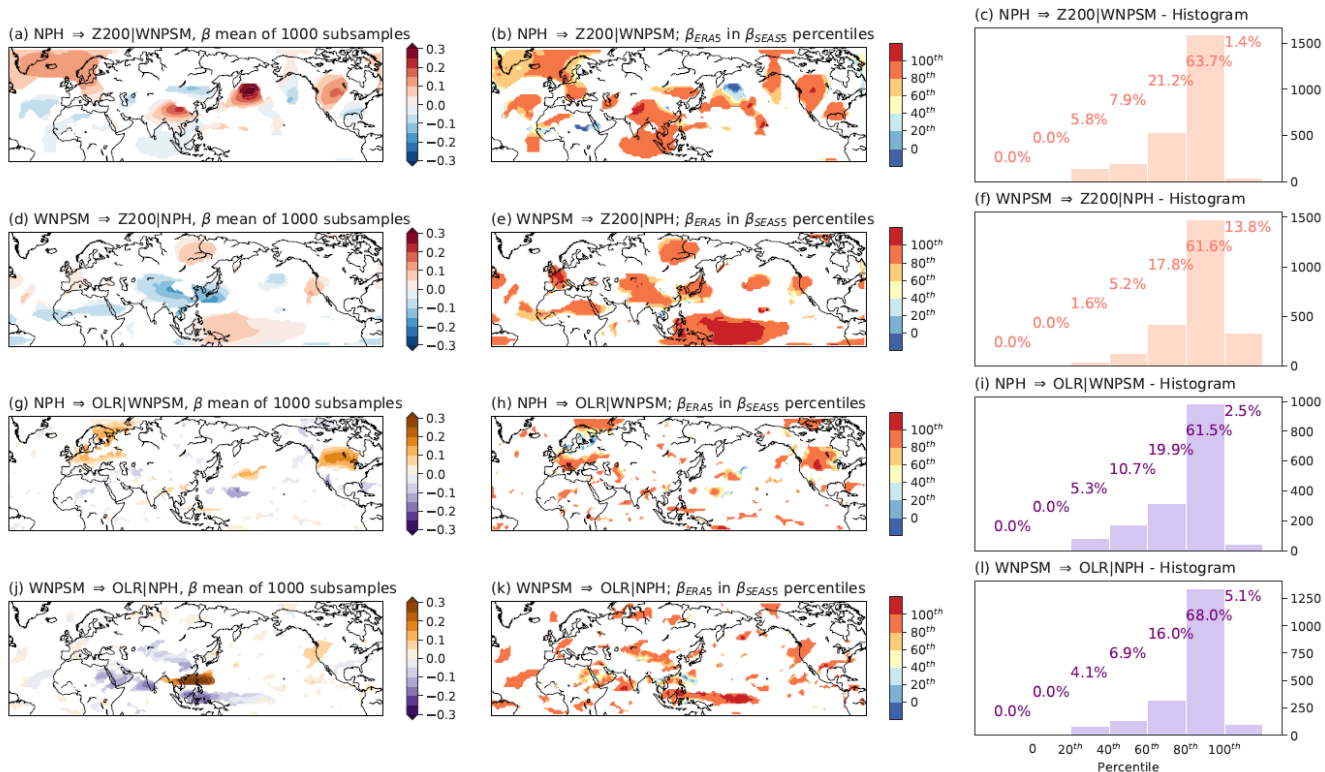 (a) NPH ⇒ Z200|WNPSM, β mean of 1000 subsamples
0.3
0.2
0.1
0.0
−0.1
−0.2
−0.3
(b) NPH ⇒ Z200|WNPSM; β_ERA5 in β_SEAS5 percentiles
100th
80th
60th
40th
20th
0
(c) NPH ⇒ Z200|WNPSM - Histogram
0.0%
0.0%
5.8%
7.9%
21.2%
63.7%
1.4%
1500
1000
500
0
(d) WNPSM ⇒ Z200|NPH, β mean of 1000 subsamples
0.3
0.2
0.1
0.0
−0.1
−0.2
−0.3
(e) WNPSM ⇒ Z200|NPH; β_ERA5 in β_SEAS5 percentiles
100th
80th
60th
40th
20th
0
(f) WNPSM ⇒ Z200|NPH - Histogram
0.0%
0.0%
1.6%
5.2%
17.8%
61.6%
13.8%
1500
1000
500
0
(g) NPH ⇒ OLR|WNPSM, β mean of 1000 subsamples
0.3
0.2
0.1
0.0
−0.1
−0.2
−0.3
(h) NPH ⇒ OLR|WNPSM; β_ERA5 in β_SEAS5 percentiles
100th
80th
60th
40th
20th
0
(i) NPH ⇒ OLR|WNPSM - Histogram
0.0%
0.0%
5.3%
10.7%
19.9%
61.5%
2.5%
1000
800
600
400
200
0
(j) WNPSM ⇒ OLR|NPH, β mean of 1000 subsamples
0.3
0.2
0.1
0.0
−0.1
−0.2
−0.3
(k) WNPSM ⇒ OLR|NPH; β_ERA5 in β_SEAS5 percentiles
100th
80th
60th
40th
20th
0
(l) WNPSM ⇒ OLR|NPH - Histogram
0.0%
0.0%
4.1%
6.9%
16.0%
68.0%
5.1%
1250
1000
750
500
250
0
0 20th 40th 60th 80th 100th
Percentile